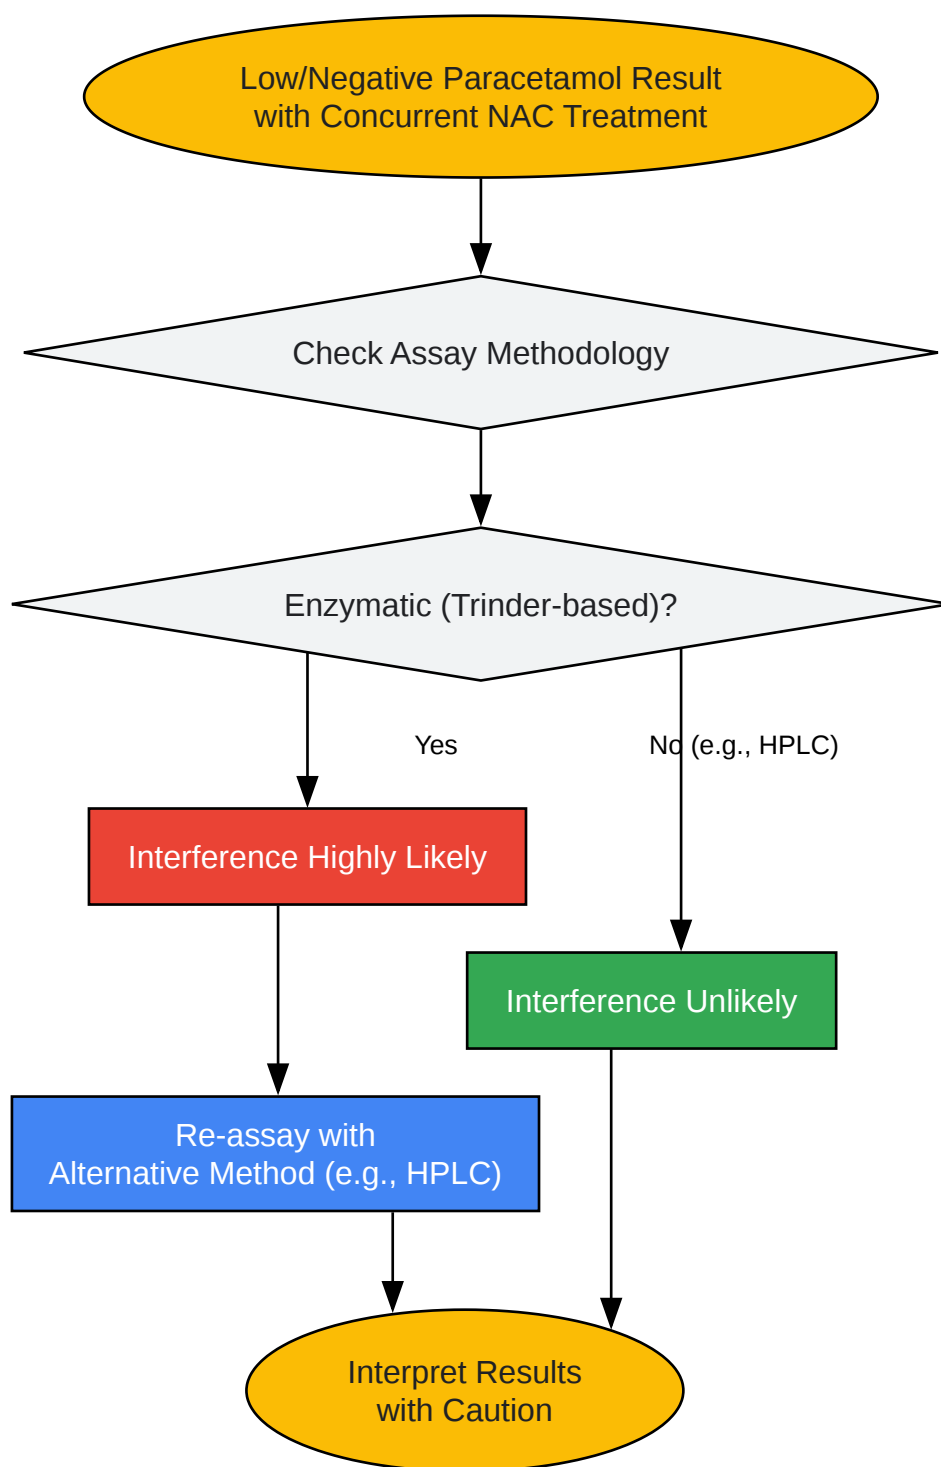 Low/Negative Paracetamol Result
with Concurrent NAC Treatment
Check Assay Methodology
Enzymatic (Trinder-based)?
Yes
No (e.g., HPLC)
Interference Highly Likely
Interference Unlikely
Re-assay with
Alternative Method (e.g., HPLC)
Interpret Results
with Caution